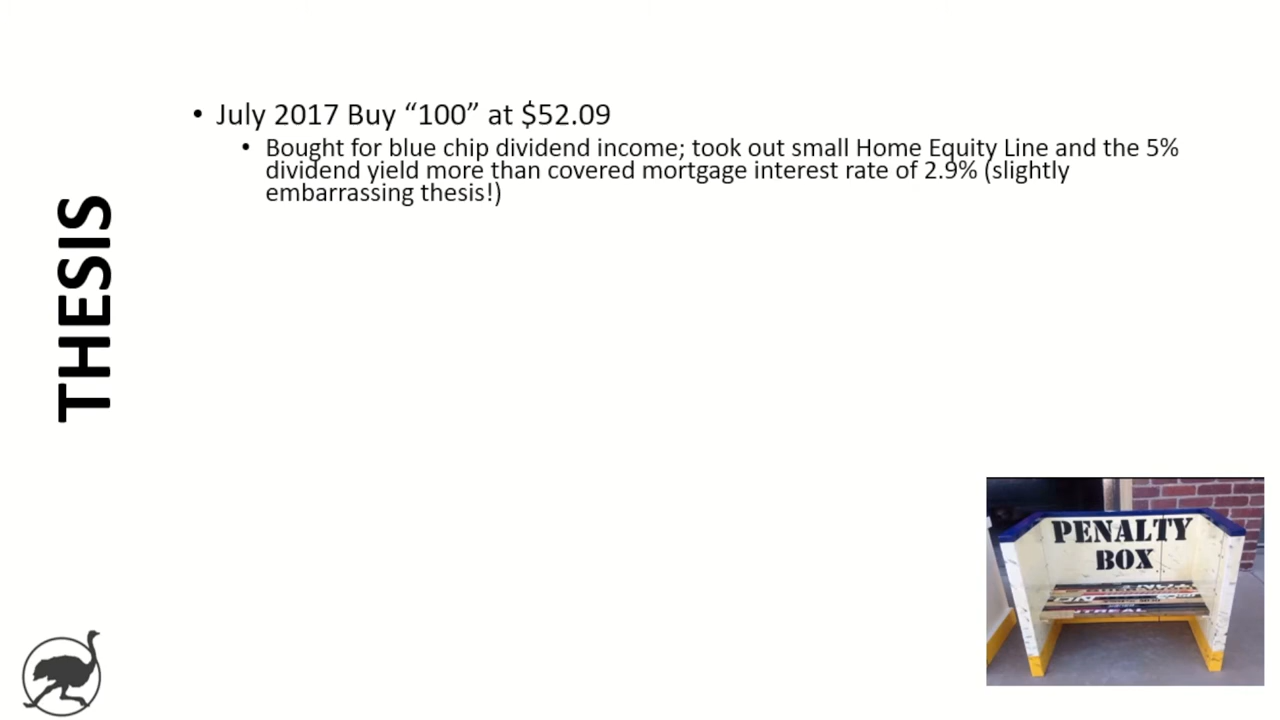 THESIS
• July 2017 Buy “100” at $52.09
• Bought for blue chip dividend income; took out small Home Equity Line and the 5%
dividend yield more than covered mortgage interest rate of 2.9% (slightly
embarrassing thesis!)
PENALTY
BOX